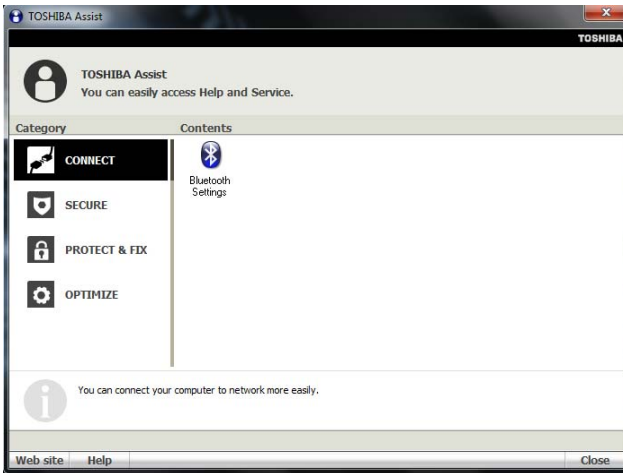 TOSHIBA Assist
TOSHIBA
TOSHIBA Assist
You can easily access Help and Service.
Category
Contents
CONNECT
SECURE
PROTECT & FIX
OPTIMIZE
Bluetooth
Settings
You can connect your computer to network more easily.
Web site
Help
Close